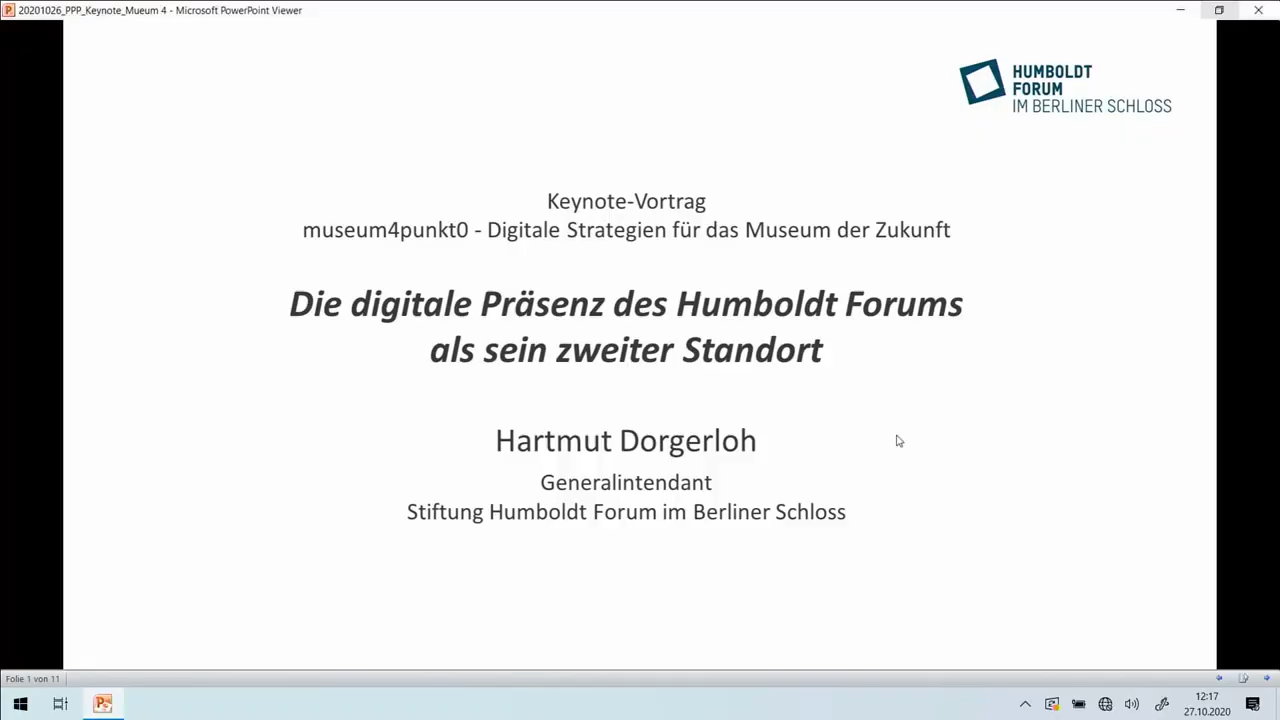 20201026_PPP_Keynote_Mueum 4 - Microsoft PowerPoint Viewer
HUMBOLDT
FORUM
IM BERLINER SCHLOSS
Keynote-Vortrag
museum4punkt0 - Digitale Strategien für das Museum der Zukunft
Die digitale Präsenz des Humboldt Forums
als sein zweiter Standort
Hartmut Dorgerloh
Generalintendant
Stiftung Humboldt Forum im Berliner Schloss
Folie 1 von 11
12:17
27.10.2020